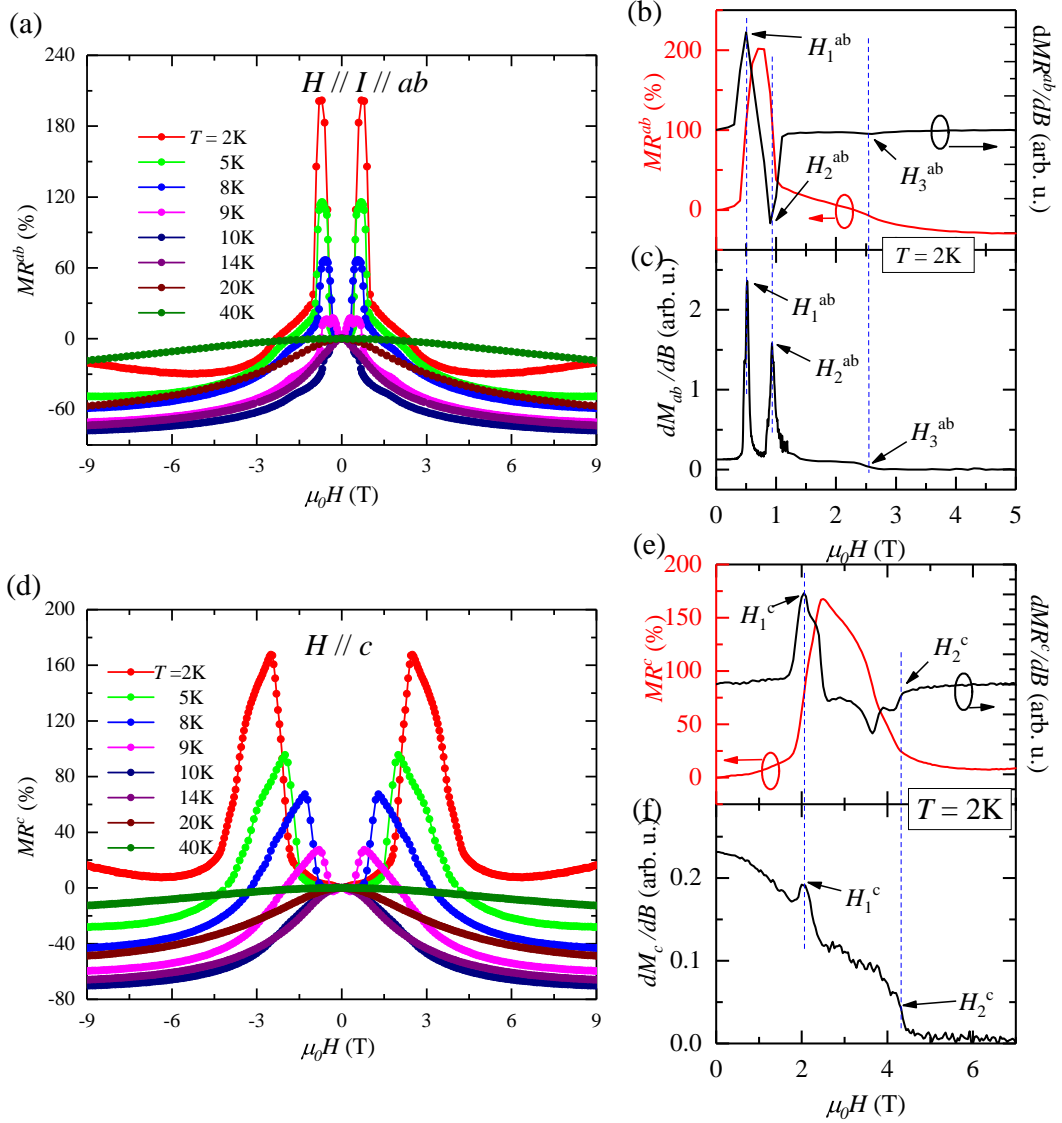 (a)
240
180
120
60
0
-60
MR^ab (%)
H // I // ab
T = 2K
5K
8K
9K
10K
14K
20K
40K
-9 -6 -3 0 3 6 9
μ₀H (T)
(b)
200
100
0
MR^ab (%)
dMR^ab/dB (arb. u.)
H₁^ab
H₂^ab
H₃^ab
(c)
T = 2K
2
1
0
dM_ab/dB (arb. u.)
H₁^ab
H₂^ab
H₃^ab
0 1 2 3 4 5
μ₀H (T)
(d)
200
160
120
80
40
0
-40
-80
MR^c (%)
H // c
T =2K
5K
8K
9K
10K
14K
20K
40K
-9 -6 -3 0 3 6 9
μ₀H (T)
(e)
200
150
100
50
0
MR^c (%)
dMR^c/dB (arb. u.)
H₁^c
H₂^c
(f)
T = 2K
0.2
0.1
0.0
dM_c/dB (arb. u.)
H₁^c
H₂^c
0 2 4 6
μ₀H (T)